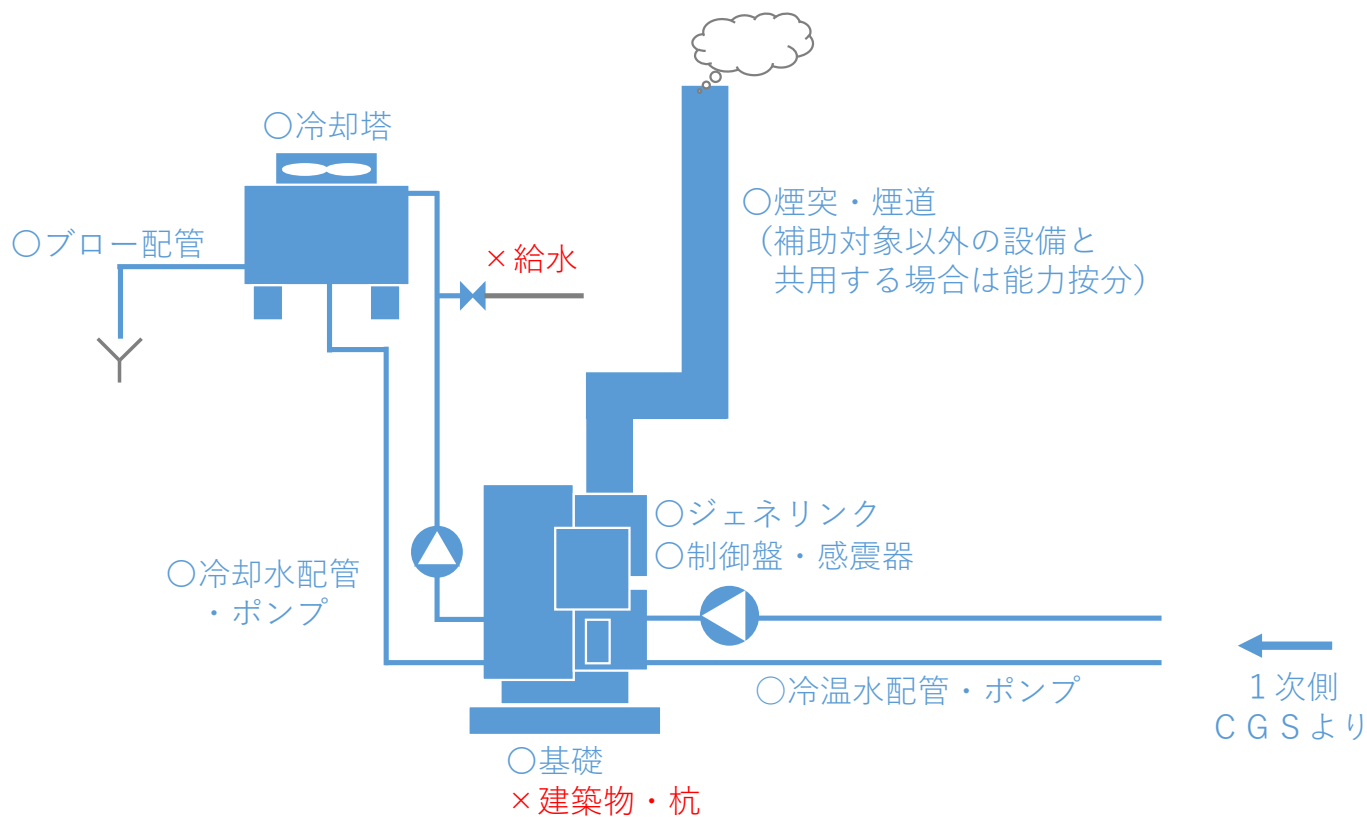 ○冷却塔
○ブロー配管
×給水
○煙突・煙道
（補助対象以外の設備と
共用する場合は能力按分）
○ジェネリンク
○制御盤・感震器
○冷却水配管
・ポンプ
○冷温水配管・ポンプ
１次側
ＣＧＳより
○基礎
×建築物・杭